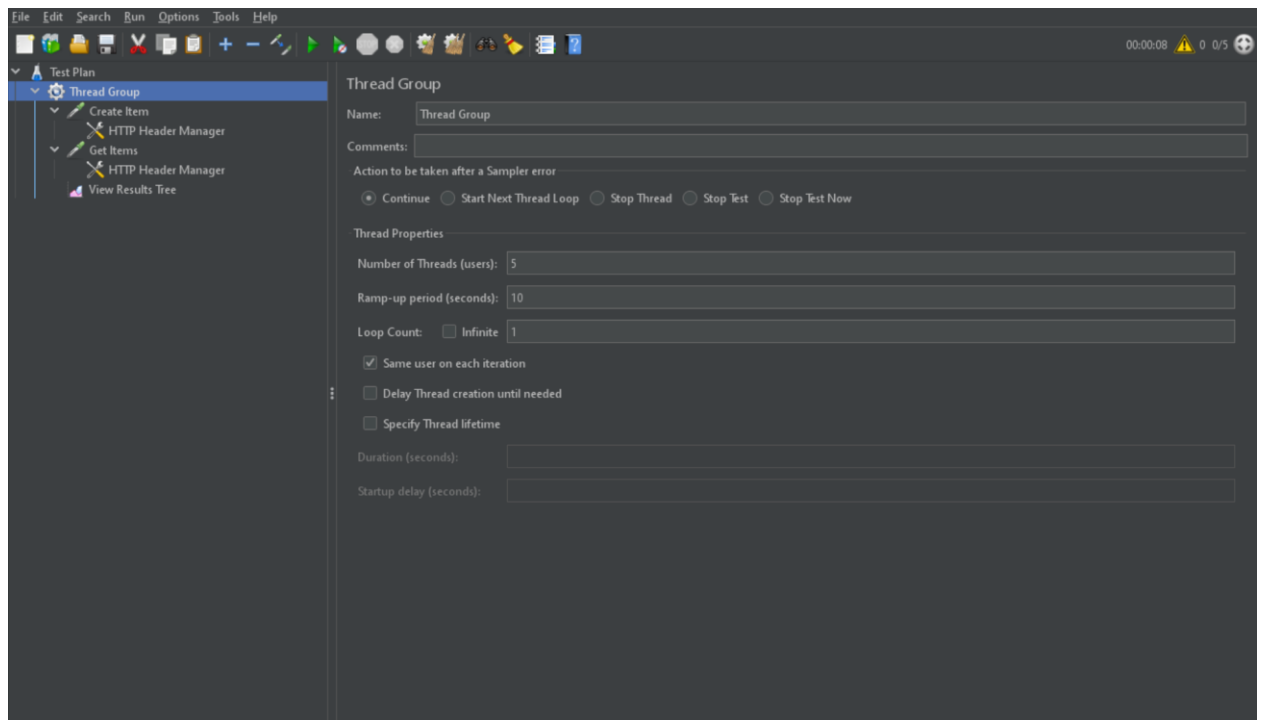 File Edit Search Run Options Tools Help
00:00:08 0 0/5
Test Plan
Thread Group
Create Item
HTTP Header Manager
Get Items
HTTP Header Manager
View Results Tree
Thread Group
Name: Thread Group
Comments:
Action to be taken after a Sampler error
Continue Start Next Thread Loop Stop Thread Stop Test Stop Test Now
Thread Properties
Number of Threads (users): 5
Ramp-up period (seconds): 10
Loop Count: Infinite 1
Same user on each iteration
Delay Thread creation until needed
Specify Thread lifetime
Duration (seconds):
Startup delay (seconds):